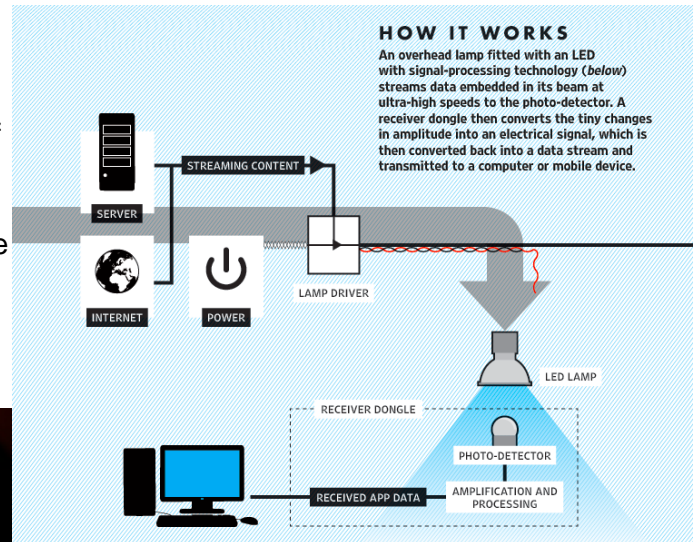 HOW IT WORKS
An overhead lamp fitted with an LED
with signal-processing technology (below)
streams data embedded in its beam at
ultra-high speeds to the photo-detector. A
receiver dongle then converts the tiny changes
in amplitude into an electrical signal, which is
then converted back into a data stream and
transmitted to a computer or mobile device.
STREAMING CONTENT
SERVER
e
INTERNET
POWER
LAMP DRIVER
LED LAMP
RECEIVER DONGLE
PHOTO-DETECTOR
RECEIVED APP DATA
AMPLIFICATION AND
PROCESSING